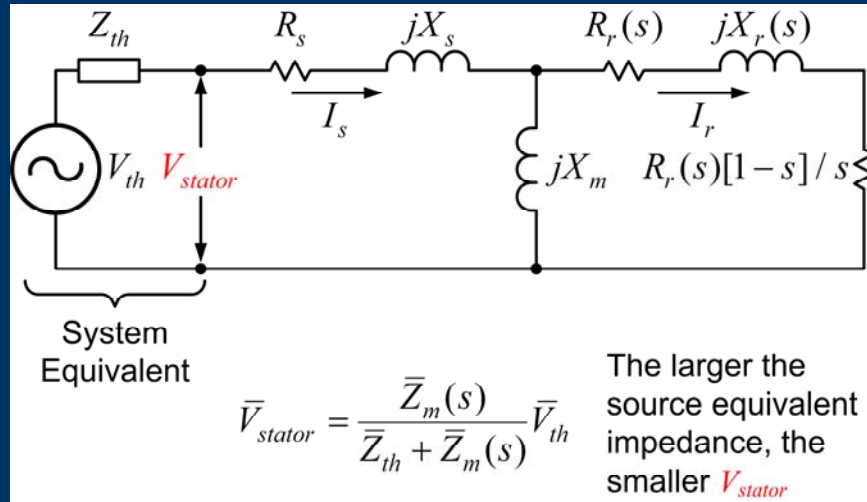 Z_th
R_s
jX_s
R_r(s)
jX_r(s)
I_s
I_r
V_th
V_stator
jX_m
R_r(s)[1 − s] / s
System
Equivalent
V̅_stator = Z̅_m(s) / (Z̅_th + Z̅_m(s)) V̅_th
The larger the
source equivalent
impedance, the
smaller V_stator